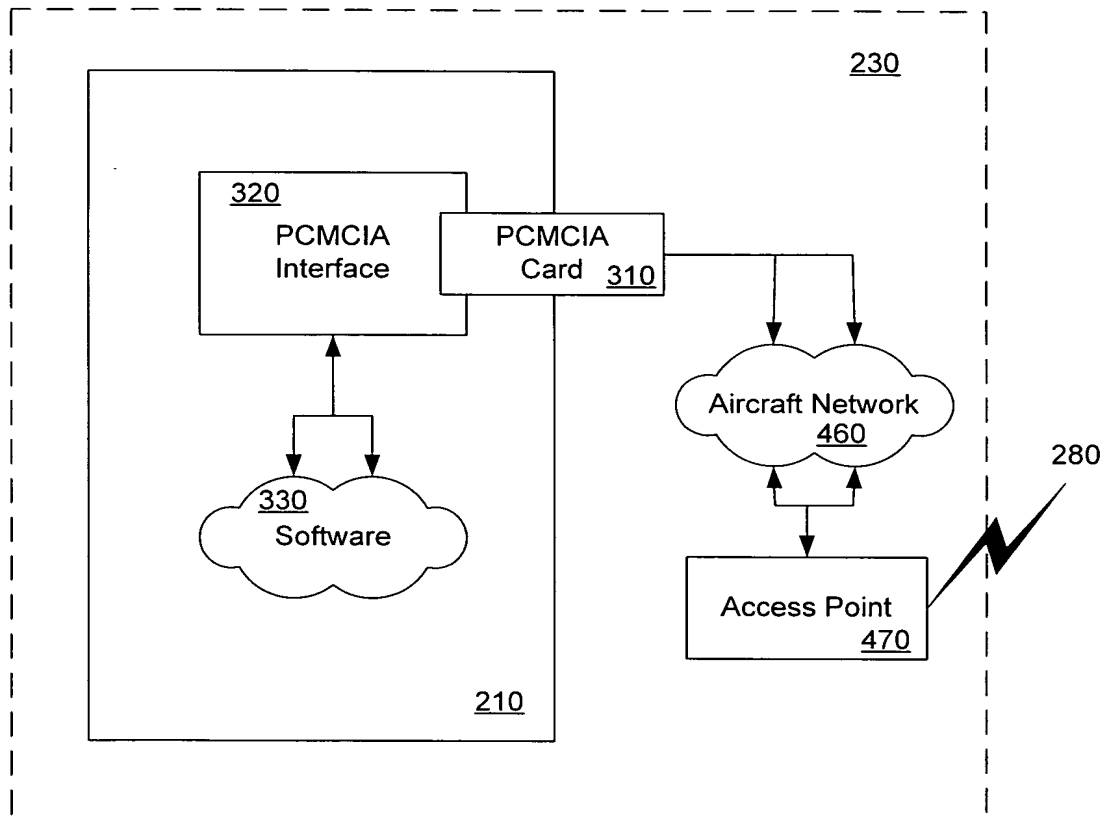 230
320
PCMCIA
Interface
PCMCIA
Card
310
Aircraft Network
460
280
330
Software
Access Point
470
210